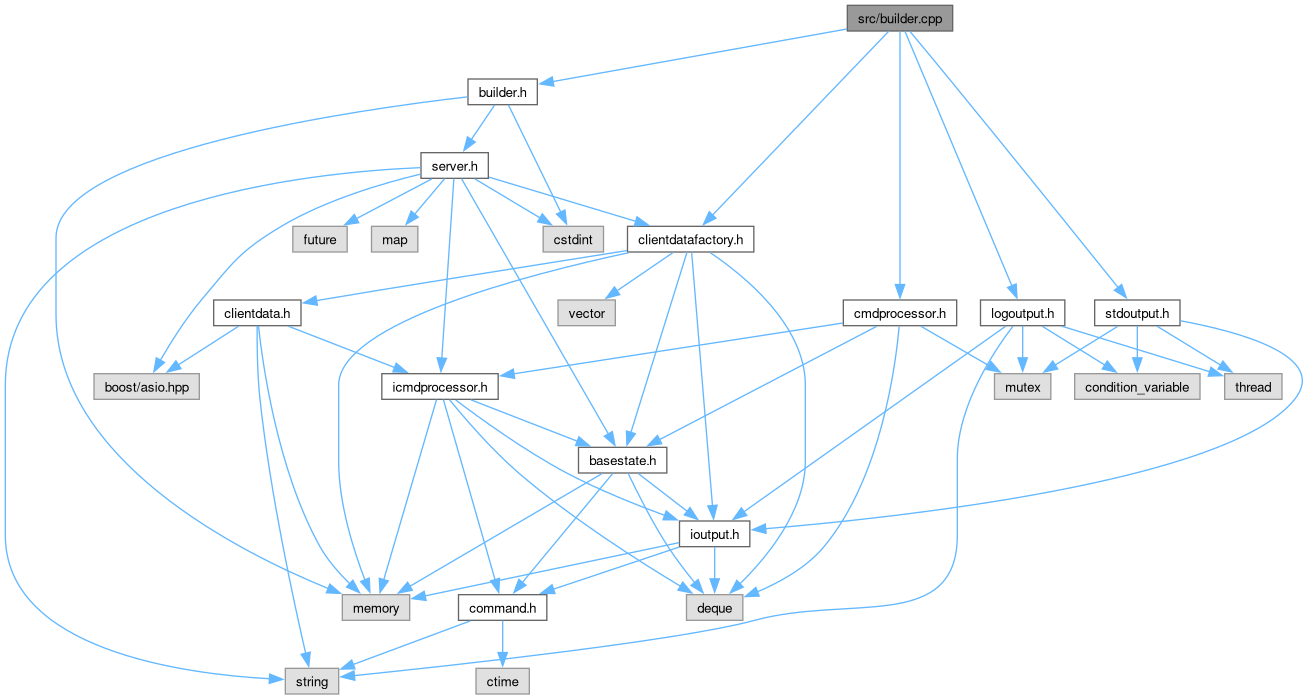 src/builder.cpp
builder.h
server.h
future
map
cstdint
clientdatafactory.h
clientdata.h
vector
cmdprocessor.h
logoutput.h
stdoutput.h
boost/asio.hpp
icmdprocessor.h
mutex
condition_variable
thread
basestate.h
ioutput.h
memory
command.h
deque
string
ctime